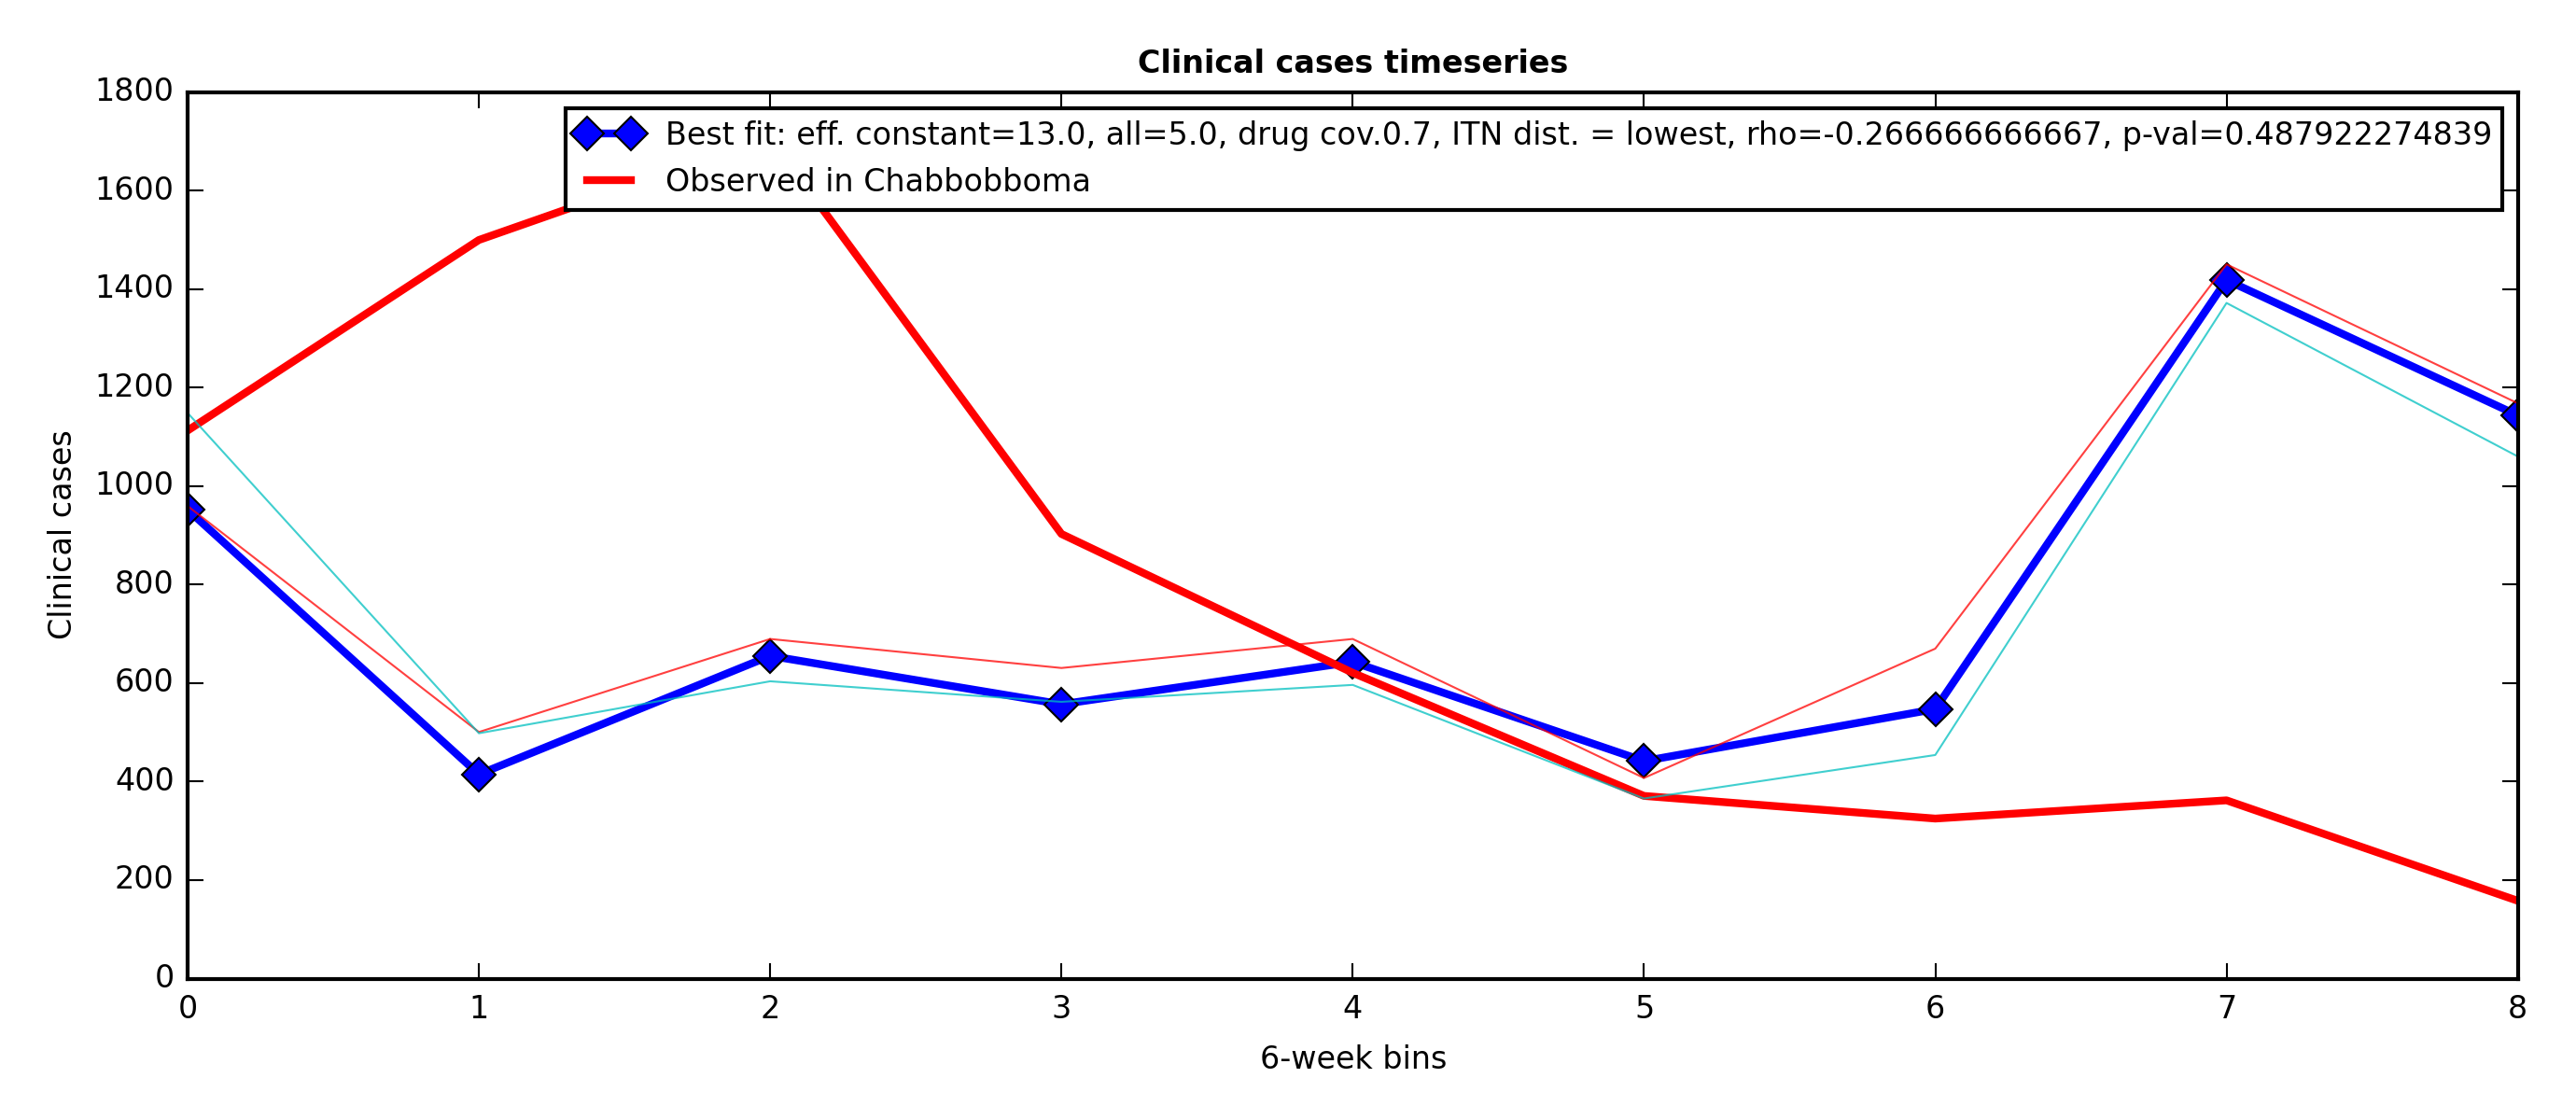 Clinical cases timeseries
Best fit: eff. constant=13.0, all=5.0, drug cov.0.7, ITN dist. = lowest, rho=-0.266666666667, p-val=0.487922274839
Observed in Chabbobboma
Clinical cases
1800
1600
1400
1200
1000
800
600
400
200
0
0 1 2 3 4 5 6 7 8
6-week bins